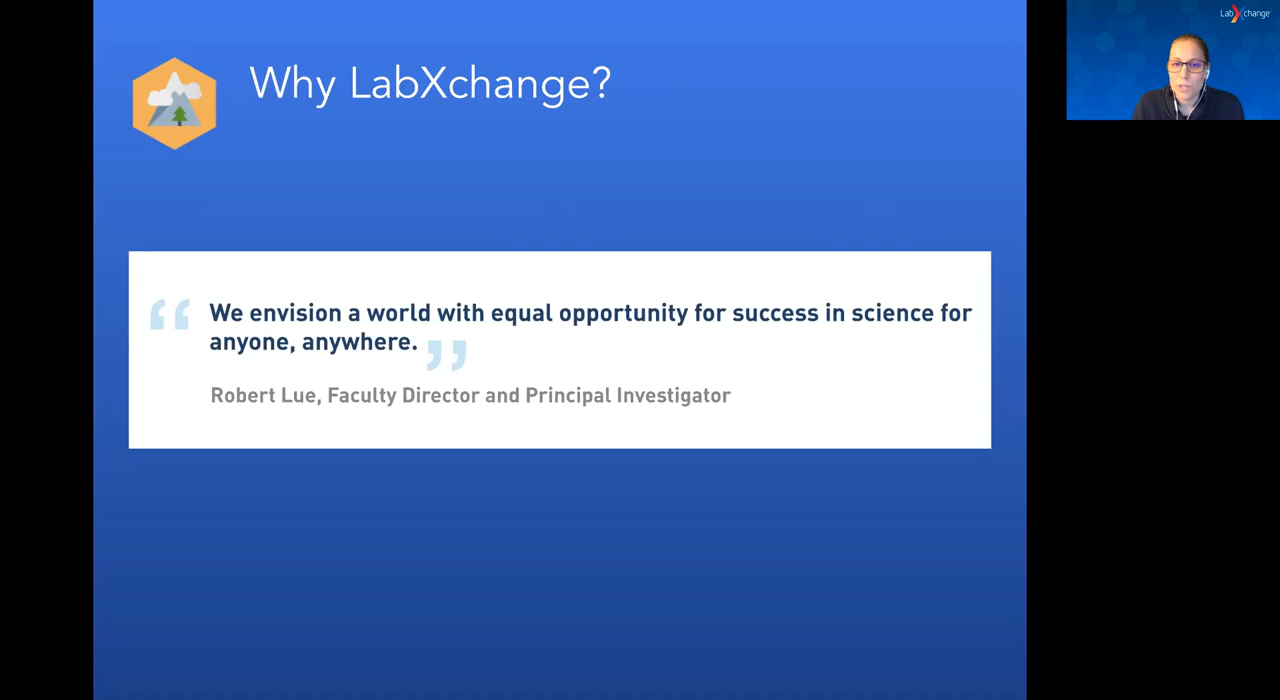 Why LabXchange?
LabXchange
“We envision a world with equal opportunity for success in science for
anyone, anywhere.”
Robert Lue, Faculty Director and Principal Investigator